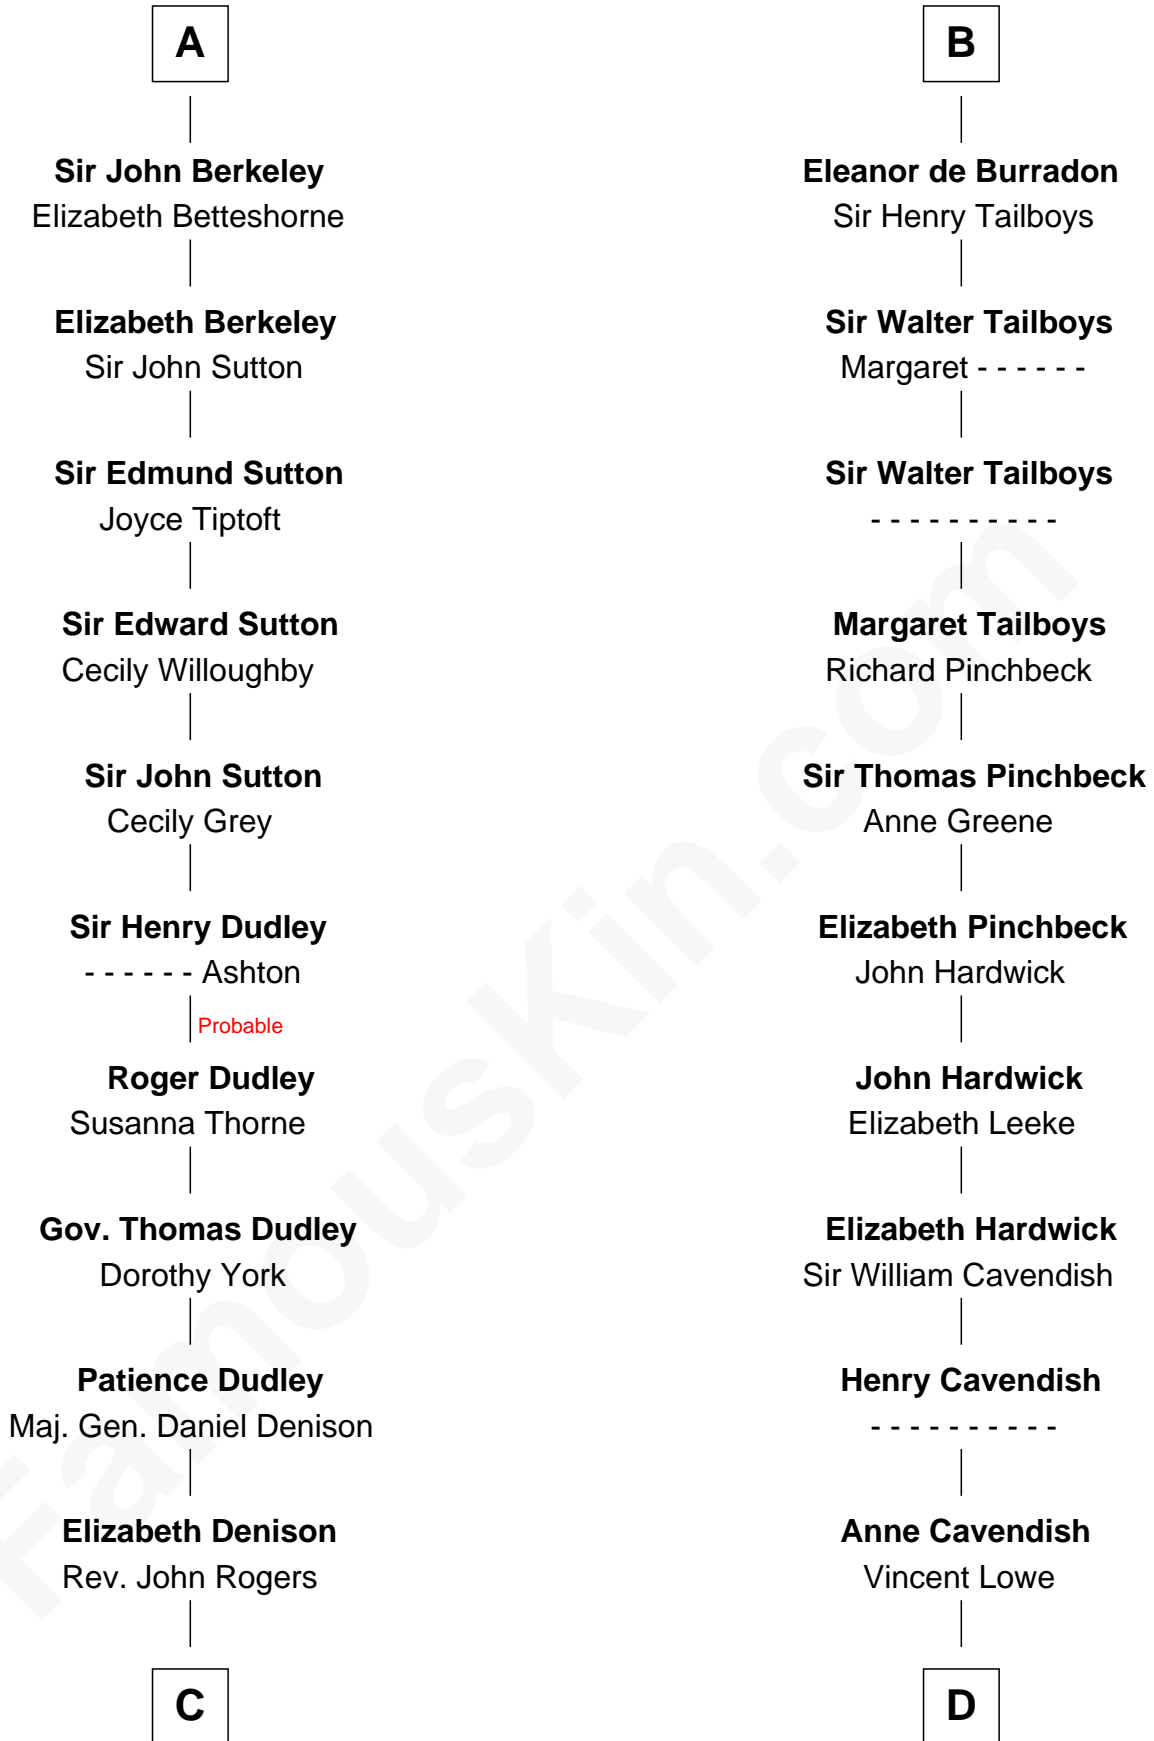 A
Sir John Berkeley
Elizabeth Betteshorne
Elizabeth Berkeley
Sir John Sutton
Sir Edmund Sutton
Joyce Tiptoft
Sir Edward Sutton
Cecily Willoughby
Sir John Sutton
Cecily Grey
Sir Henry Dudley
- - - - - - Ashton
Probable
Roger Dudley
Susanna Thorne
Gov. Thomas Dudley
Dorothy York
Patience Dudley
Maj. Gen. Daniel Denison
Elizabeth Denison
Rev. John Rogers
C
B
Eleanor de Burradon
Sir Henry Tailboys
Sir Walter Tailboys
Margaret - - - - - -
Sir Walter Tailboys
- - - - - - - - - -
Margaret Tailboys
Richard Pinchbeck
Sir Thomas Pinchbeck
Anne Greene
Elizabeth Pinchbeck
John Hardwick
John Hardwick
Elizabeth Leeke
Elizabeth Hardwick
Sir William Cavendish
Henry Cavendish
- - - - - - - - - -
Anne Cavendish
Vincent Lowe
D
FamousKin.com